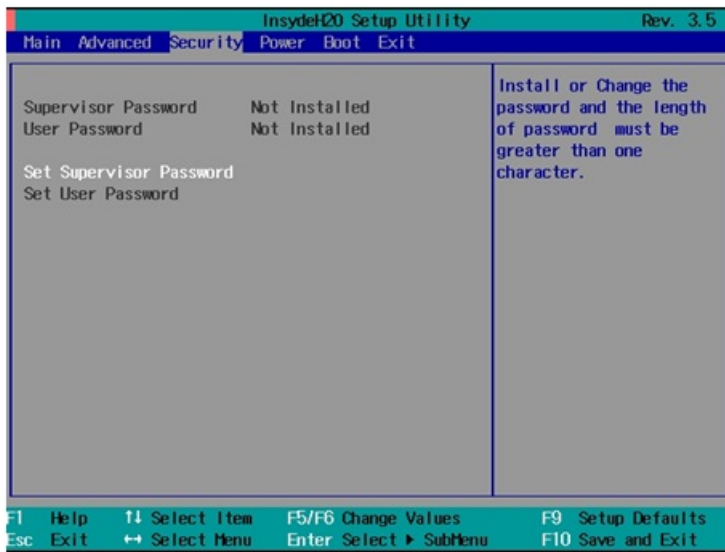 InsydeH2O Setup Utility Rev. 3.5
Main Advanced Security Power Boot Exit
Supervisor Password Not Installed
User Password Not Installed
Set Supervisor Password
Set User Password
Install or Change the
password and the length
of password must be
greater than one
character.
F1 Help ↑↓ Select Item F5/F6 Change Values F9 Setup Defaults
Esc Exit ↔ Select Menu Enter Select ▶ SubMenu F10 Save and Exit